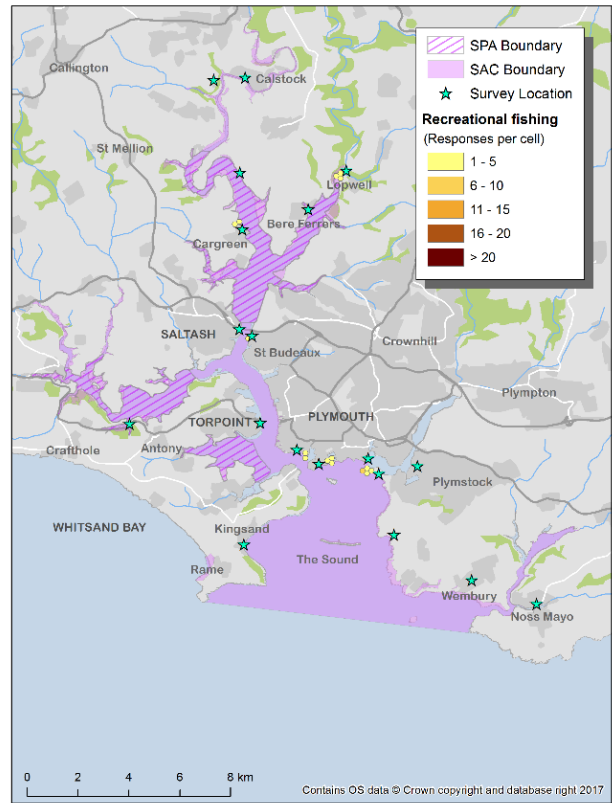 SPA Boundary
SAC Boundary
Survey Location
Recreational fishing
(Responses per cell)
1 - 5
6 - 10
11 - 15
16 - 20
> 20
Callington
Calstock
St Mellion
Lopwell
Bere Ferrers
Cargreen
SALTASH
St Budeaux
Crownhill
Plympton
TORPOINT
PLYMOUTH
Crafthole
Antony
Plymstock
WHITSAND BAY
Kingsand
The Sound
Rame
Wembury
Noss Mayo
0 2 4 8 km
Contains OS data © Crown copyright and database right 2017